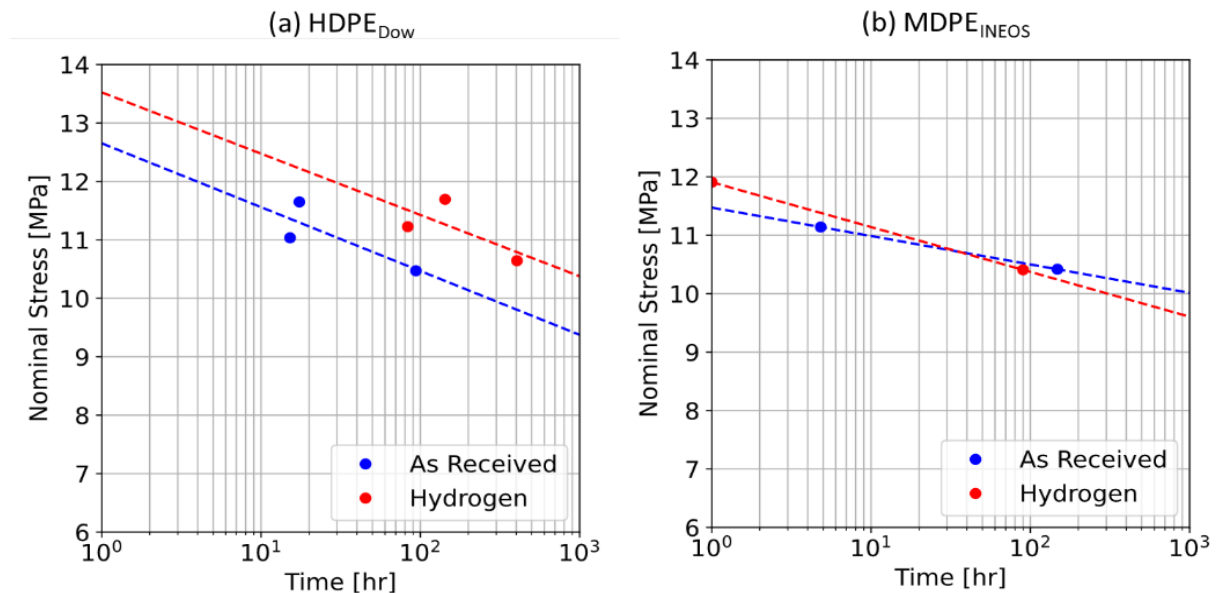 (a) HDPE_Dow
14
13
12
11
10
9
8
7
6
Nominal Stress [MPa]
10^0
10^1
10^2
10^3
Time [hr]
As Received
Hydrogen
(b) MDPE_INEOS
14
13
12
11
10
9
8
7
6
Nominal Stress [MPa]
10^0
10^1
10^2
10^3
Time [hr]
As Received
Hydrogen